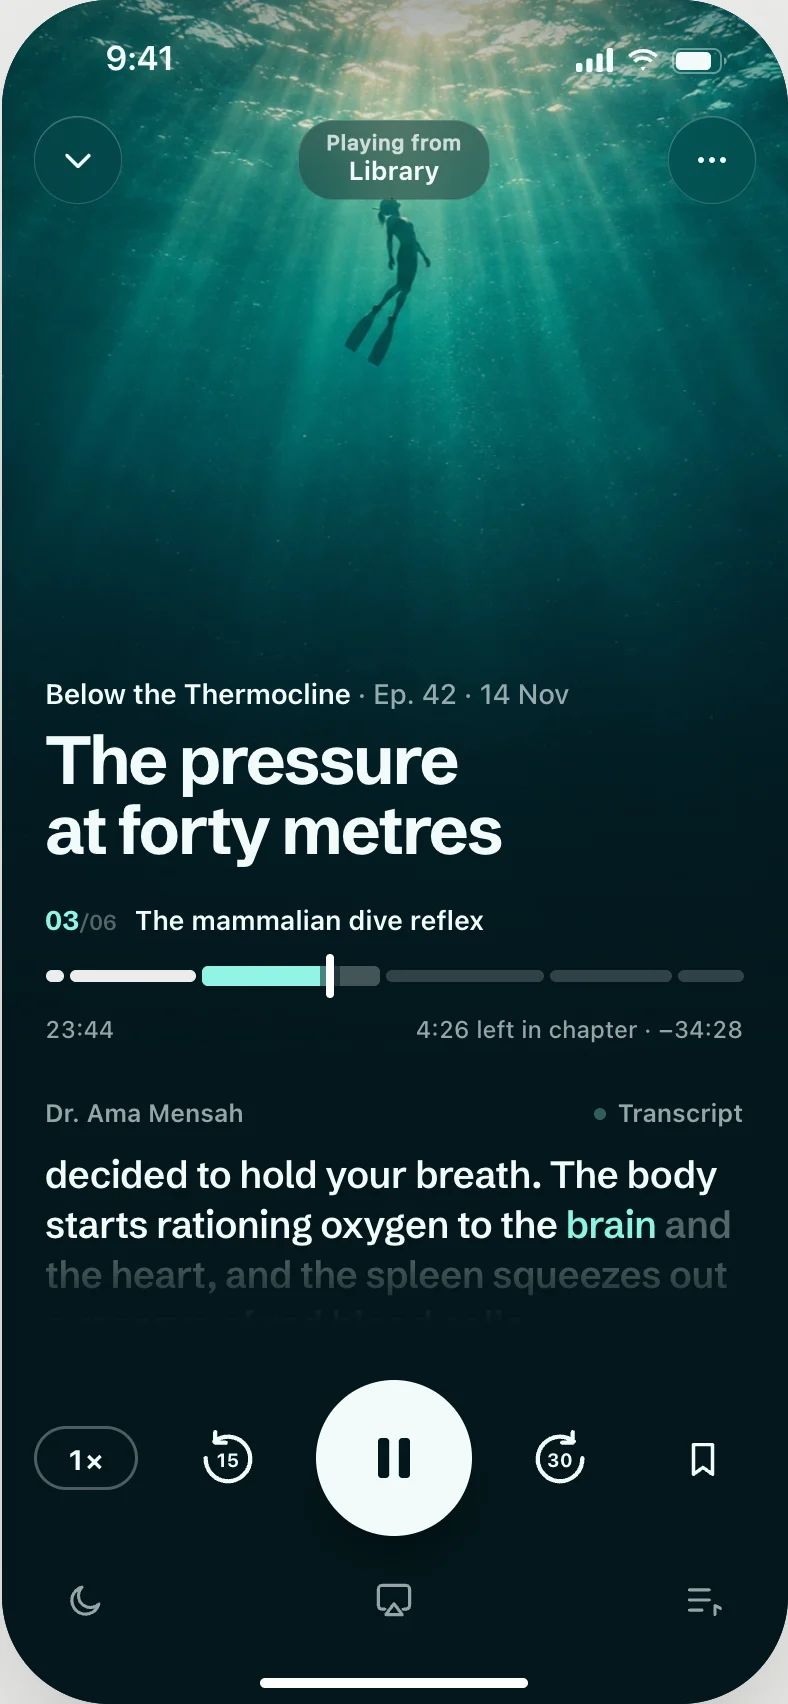 9:41
Playing from
Library
Below the Thermocline · Ep. 42 · 14 Nov
The pressure
at forty metres
03/06 The mammalian dive reflex
23:44
4:26 left in chapter · −34:28
Dr. Ama Mensah
Transcript
decided to hold your breath. The body
starts rationing oxygen to the brain and
the heart, and the spleen squeezes out
1×
15
30